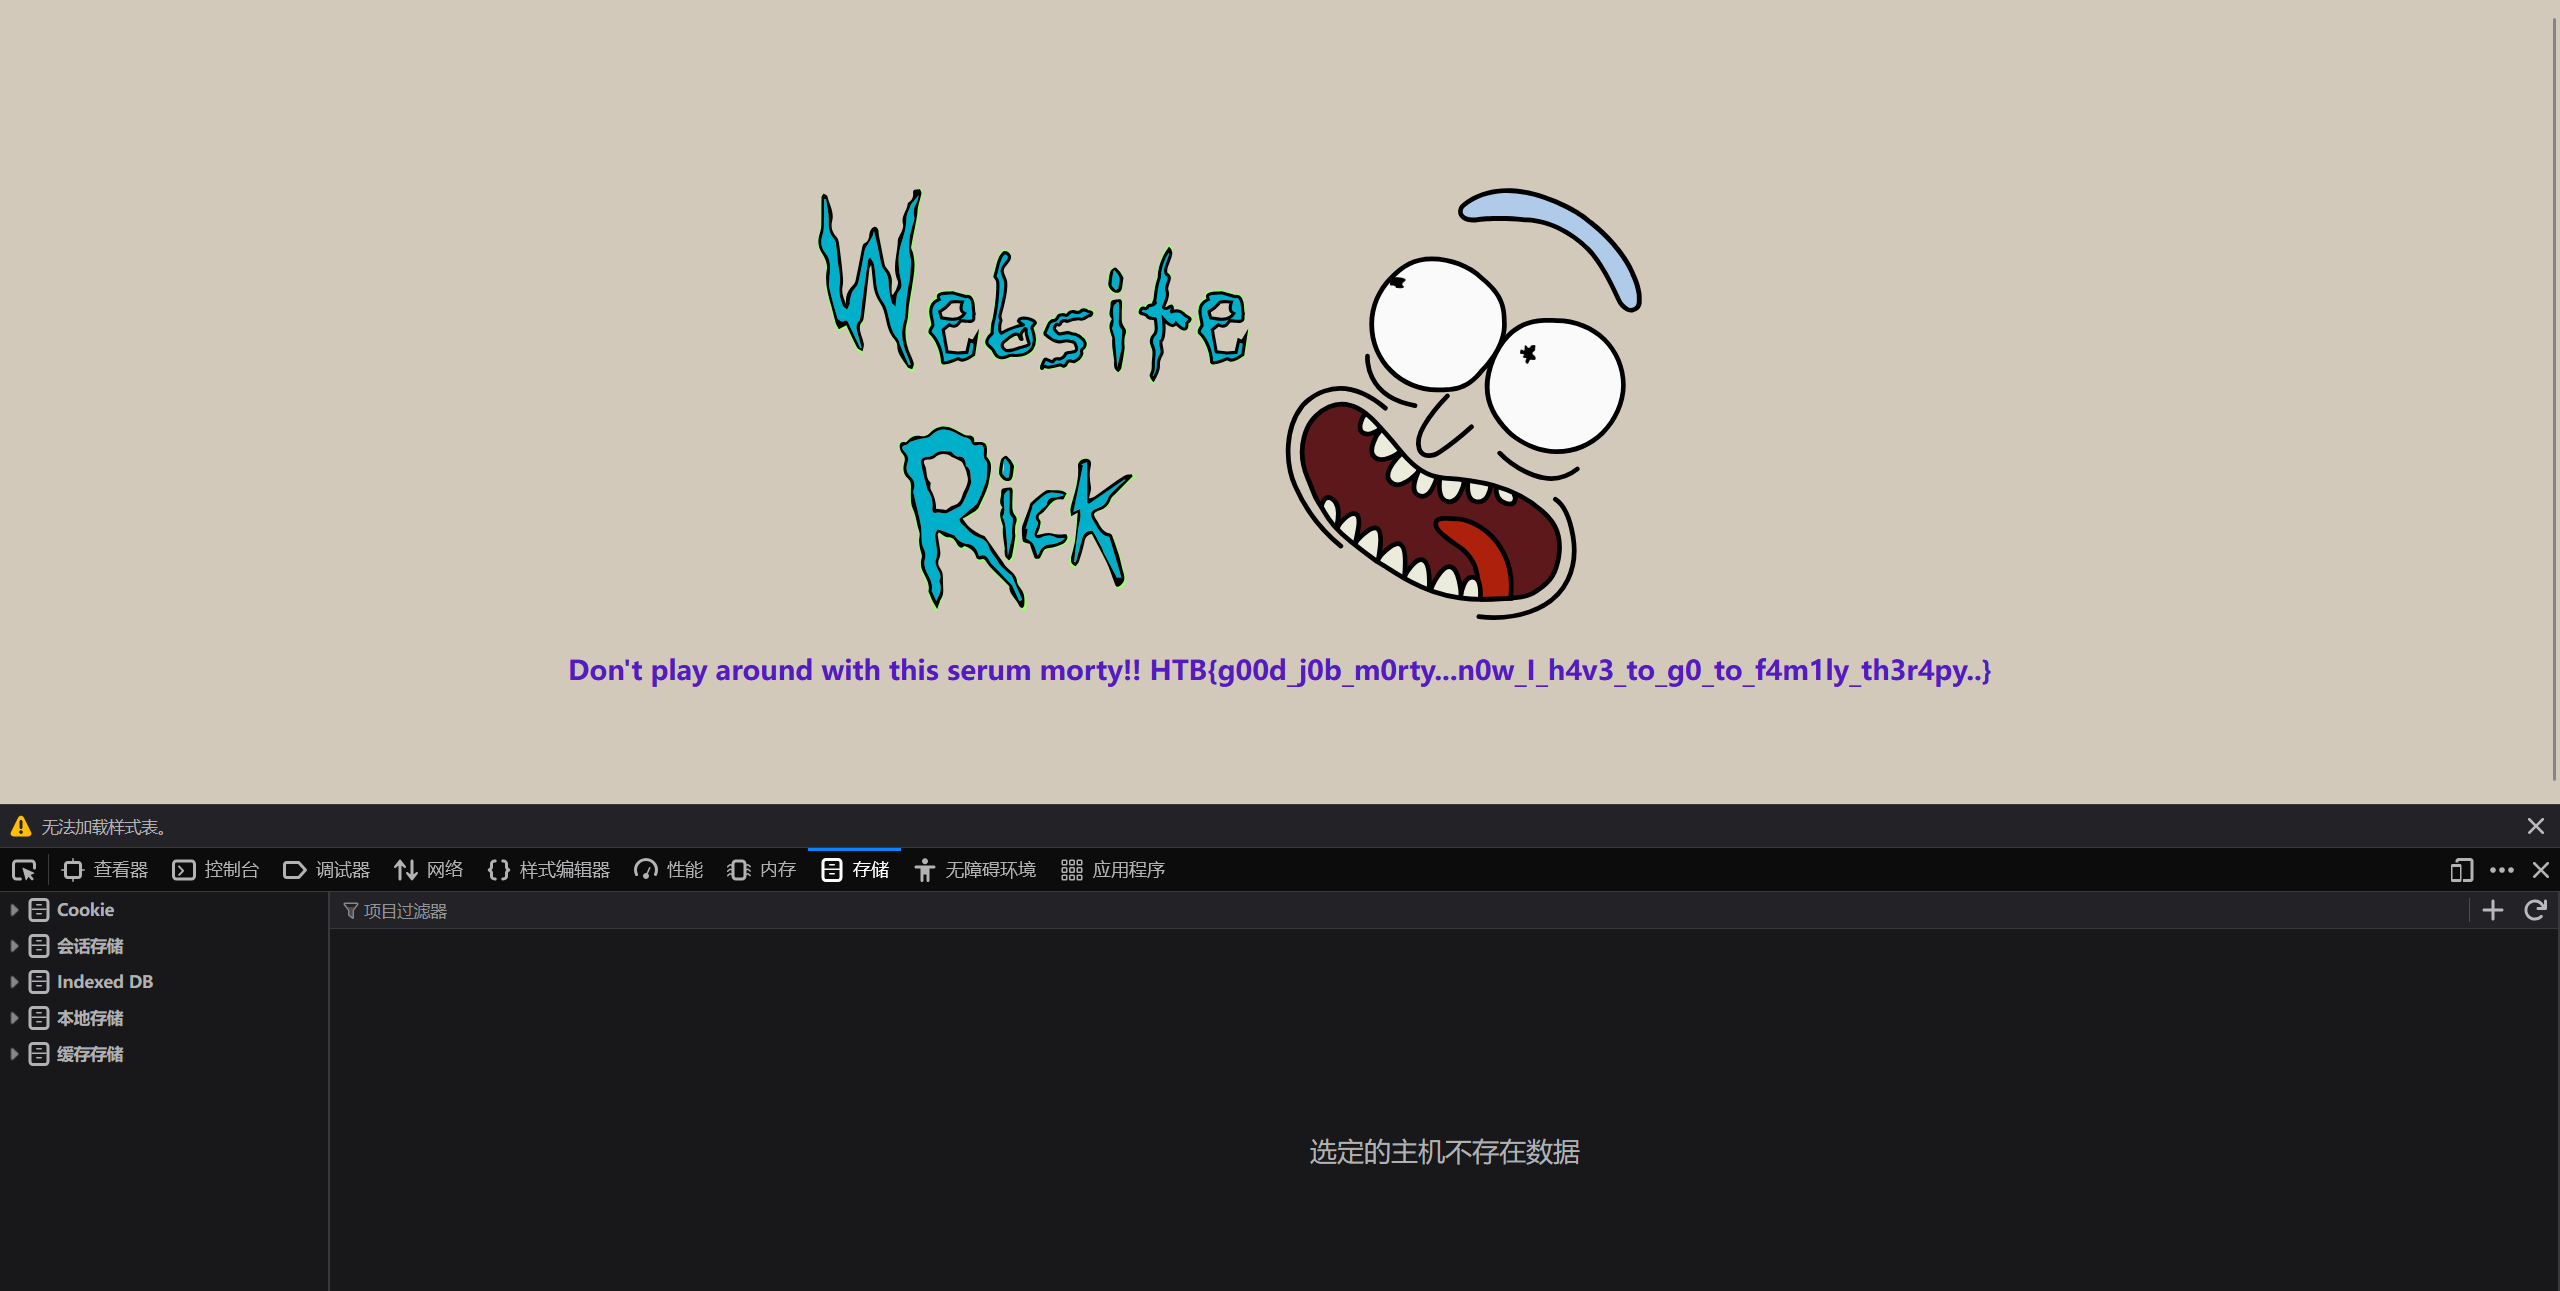 Website
Rick
Don't play around with this serum morty!! HTB{g00d_j0b_m0rty...n0w_I_h4v3_to_g0_to_f4m1ly_th3r4py..}
无法加载样式表。
查看器 控制台 调试器 网络 样式编辑器 性能 内存 存储 无障碍环境 应用程序
Cookie
项目过滤器
会话存储
Indexed DB
本地存储
缓存存储
选定的主机不存在数据